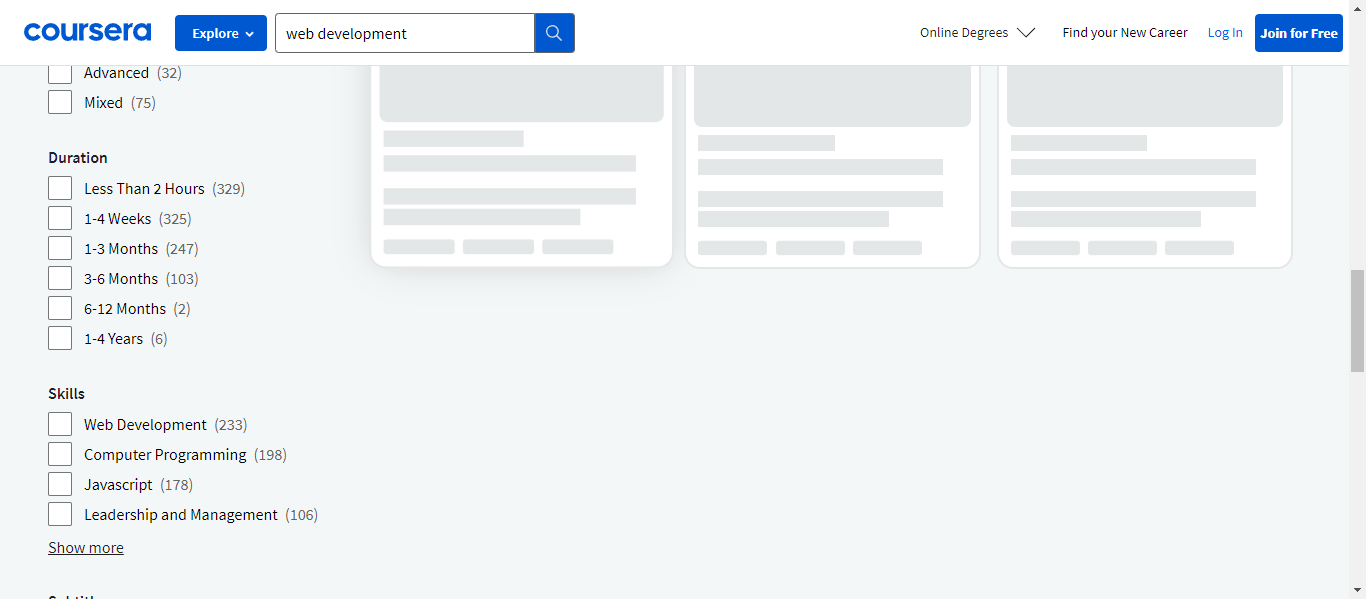 coursera
Explore
web development
Online Degrees
Find your New Career
Log In
Join for Free
Advanced (32)
Mixed (75)
Duration
Less Than 2 Hours (329)
1-4 Weeks (325)
1-3 Months (247)
3-6 Months (103)
6-12 Months (2)
1-4 Years (6)
Skills
Web Development (233)
Computer Programming (198)
Javascript (178)
Leadership and Management (106)
Show more